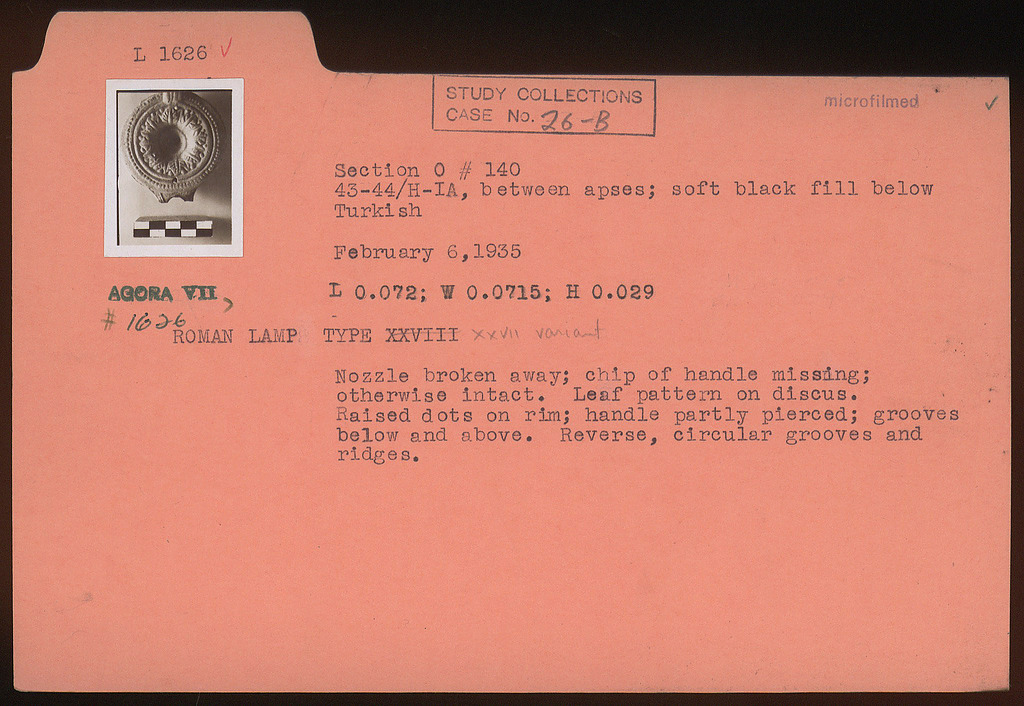 L 1626 ✓
STUDY COLLECTIONS
CASE No. 26-B
microfilmed ✓
Section O # 140
43-44/H-IA, between apses; soft black fill below
Turkish
February 6,1935
L 0.072; W 0.0715; H 0.029
AGORA VII,
# 1626
ROMAN LAMP TYPE XXVIII xxvii variant
Nozzle broken away; chip of handle missing;
otherwise intact. Leaf pattern on discus.
Raised dots on rim; handle partly pierced; grooves
below and above. Reverse, circular grooves and
ridges.